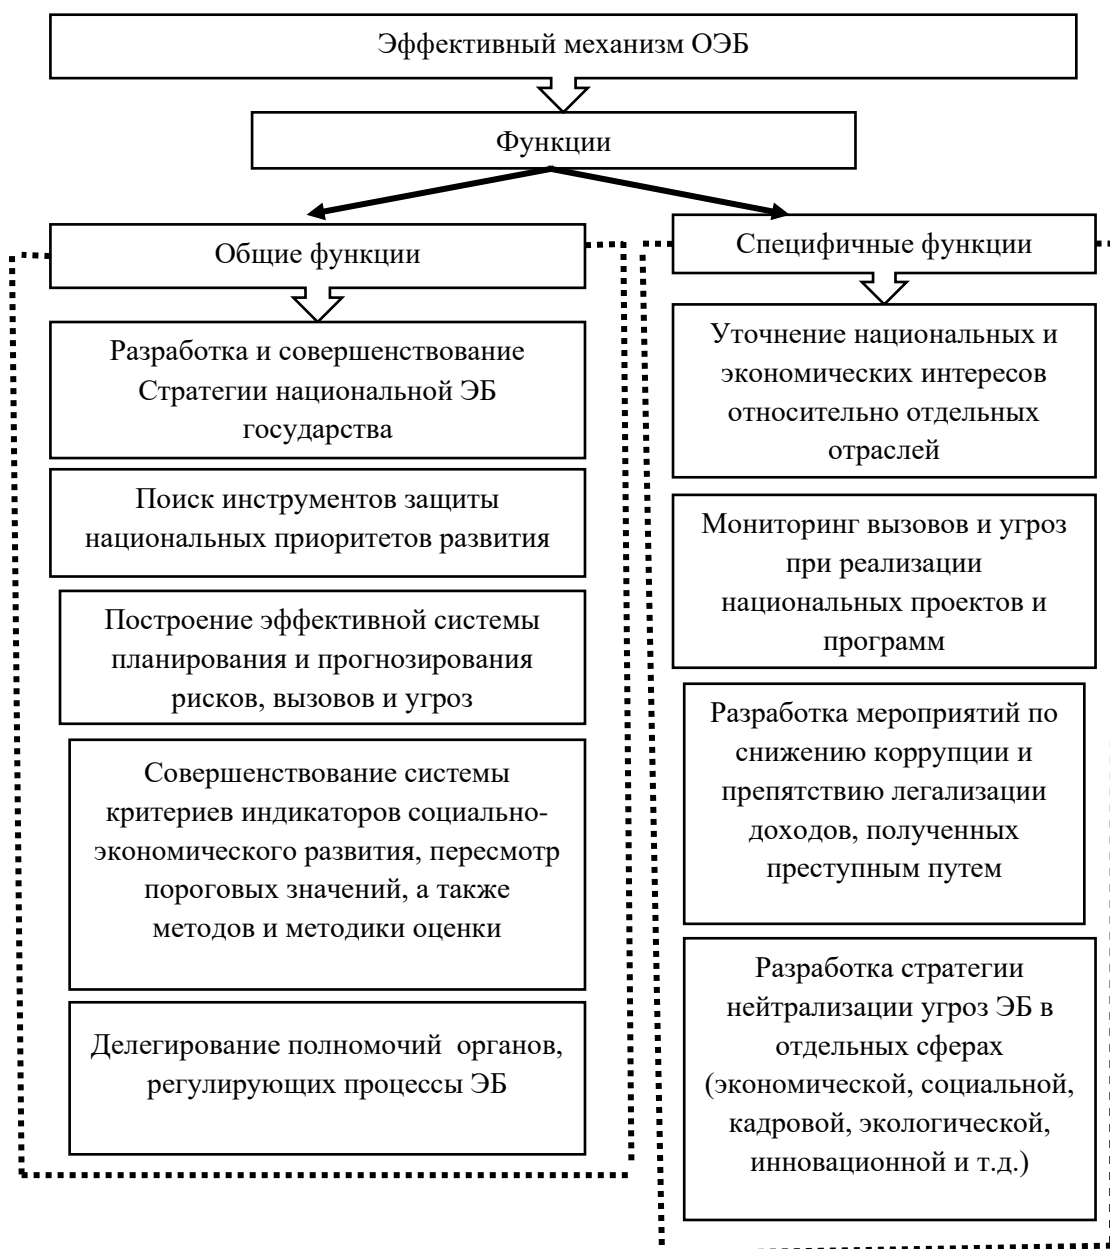 Эффективный механизм ОЭБ
Функции
Общие функции
Разработка и совершенствование
Стратегии национальной ЭБ
государства
Поиск инструментов защиты
национальных приоритетов развития
Построение эффективной системы
планирования и прогнозирования
рисков, вызовов и угроз
Совершенствование системы
критериев индикаторов социально-
экономического развития, пересмотр
пороговых значений, а также
методов и методики оценки
Делегирование полномочий органов,
регулирующих процессы ЭБ
Специфичные функции
Уточнение национальных и
экономических интересов
относительно отдельных
отраслей
Мониторинг вызовов и угроз
при реализации
национальных проектов и
программ
Разработка мероприятий по
снижению коррупции и
препятствию легализации
доходов, полученных
преступным путем
Разработка стратегии
нейтрализации угроз ЭБ в
отдельных сферах
(экономической, социальной,
кадровой, экологической,
инновационной и т.д.)